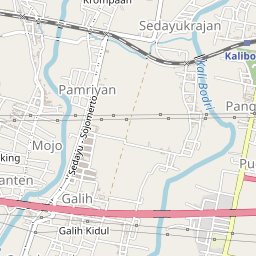 Krompaan
Sedayukrajan
Kalibo
Kali Bodri
Pamriyan
Pang
Sedayu - Sojomerto
Mojo
king
anten
Pu
Galih
Galih Kidul